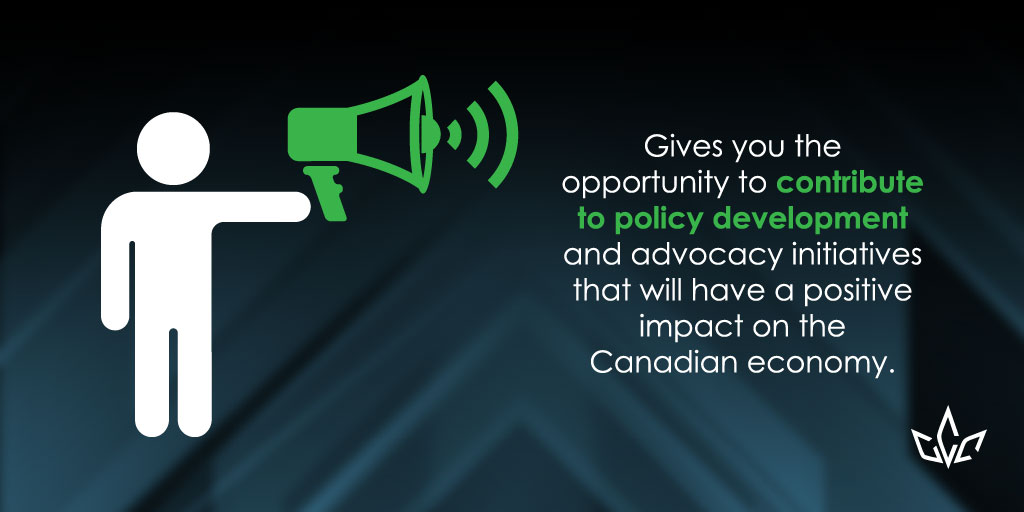 Gives you the
opportunity to contribute
to policy development
and advocacy initiatives
that will have a positive
impact on the
Canadian economy.